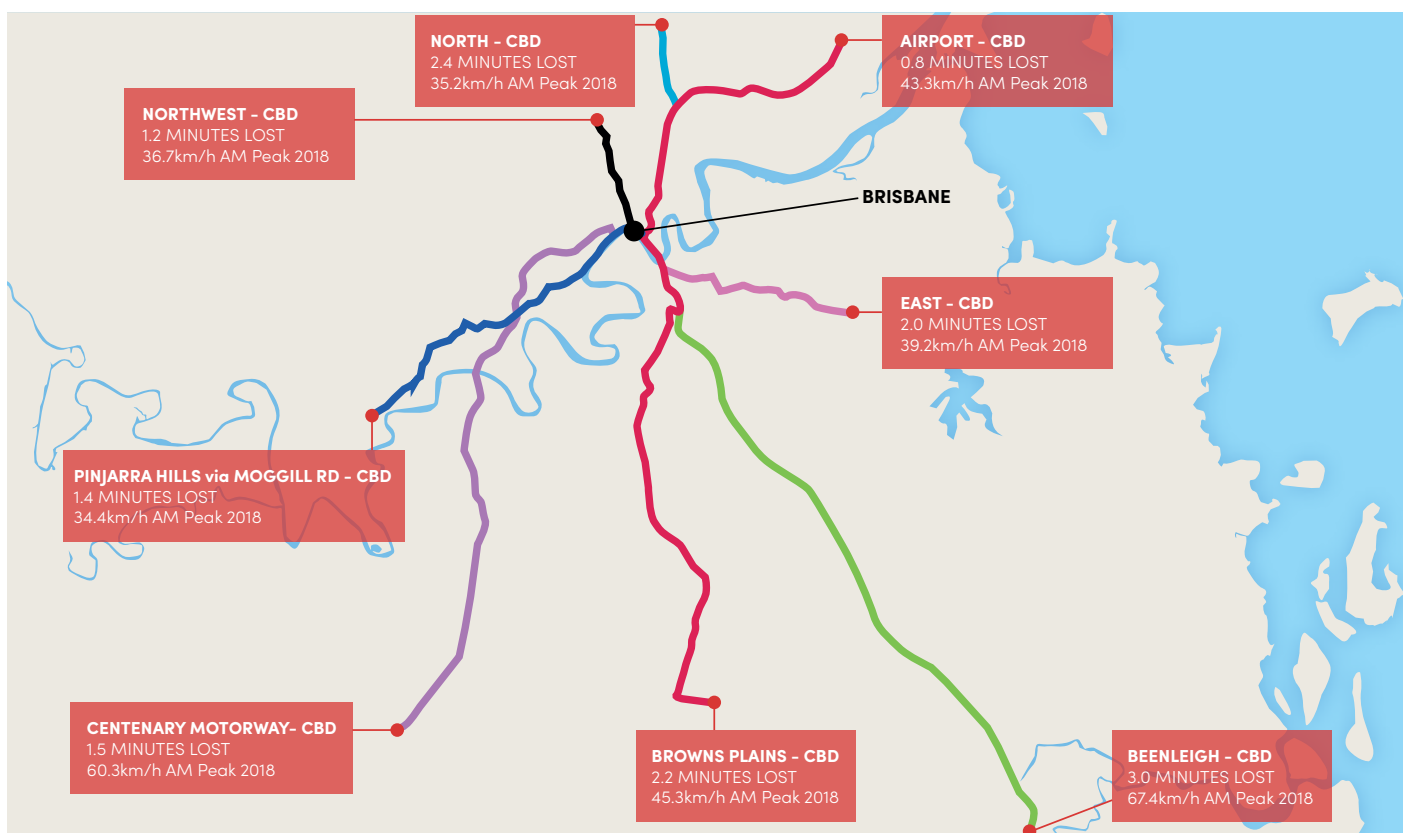 NORTH - CBD
2.4 MINUTES LOST
35.2km/h AM Peak 2018
AIRPORT - CBD
0.8 MINUTES LOST
43.3km/h AM Peak 2018
NORTHWEST - CBD
1.2 MINUTES LOST
36.7km/h AM Peak 2018
BRISBANE
EAST - CBD
2.0 MINUTES LOST
39.2km/h AM Peak 2018
PINJARRA HILLS via MOGGILL RD - CBD
1.4 MINUTES LOST
34.4km/h AM Peak 2018
CENTENARY MOTORWAY- CBD
1.5 MINUTES LOST
60.3km/h AM Peak 2018
BROWNS PLAINS - CBD
2.2 MINUTES LOST
45.3km/h AM Peak 2018
BEENLEIGH - CBD
3.0 MINUTES LOST
67.4km/h AM Peak 2018